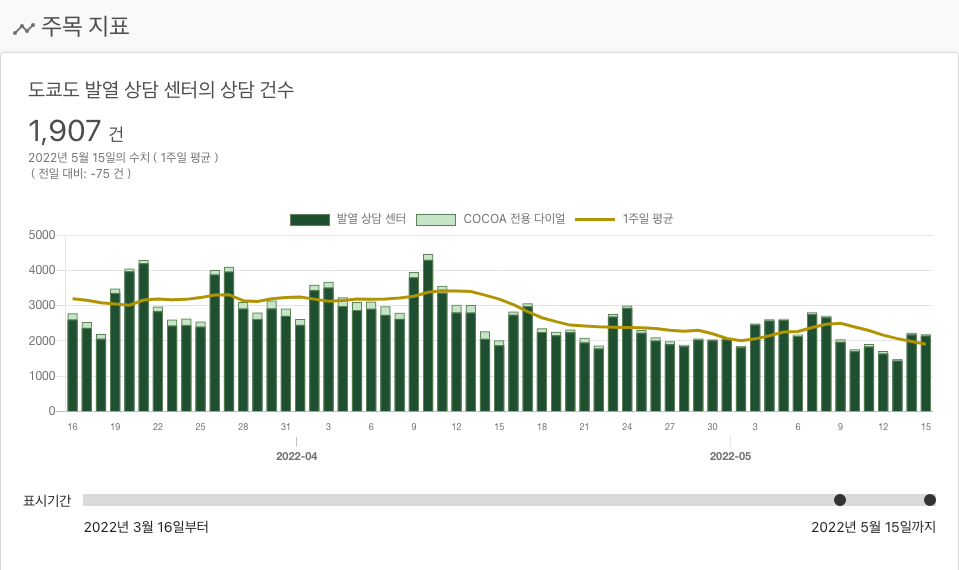 주목 지표
도쿄도 발열 상담 센터의 상담 건수
1,907 건
2022년 5월 15일의 수치 ( 1주일 평균 )
( 전일 대비: -75 건 )
발열 상담 센터 COCOA 전용 다이얼 1주일 평균
5000
4000
3000
2000
1000
0
16 19 22 25 28 31 3 6 9 12 15 18 21 24 27 30 3 6 9 12 15
2022-04 2022-05
표시기간
2022년 3월 16일부터 2022년 5월 15일까지